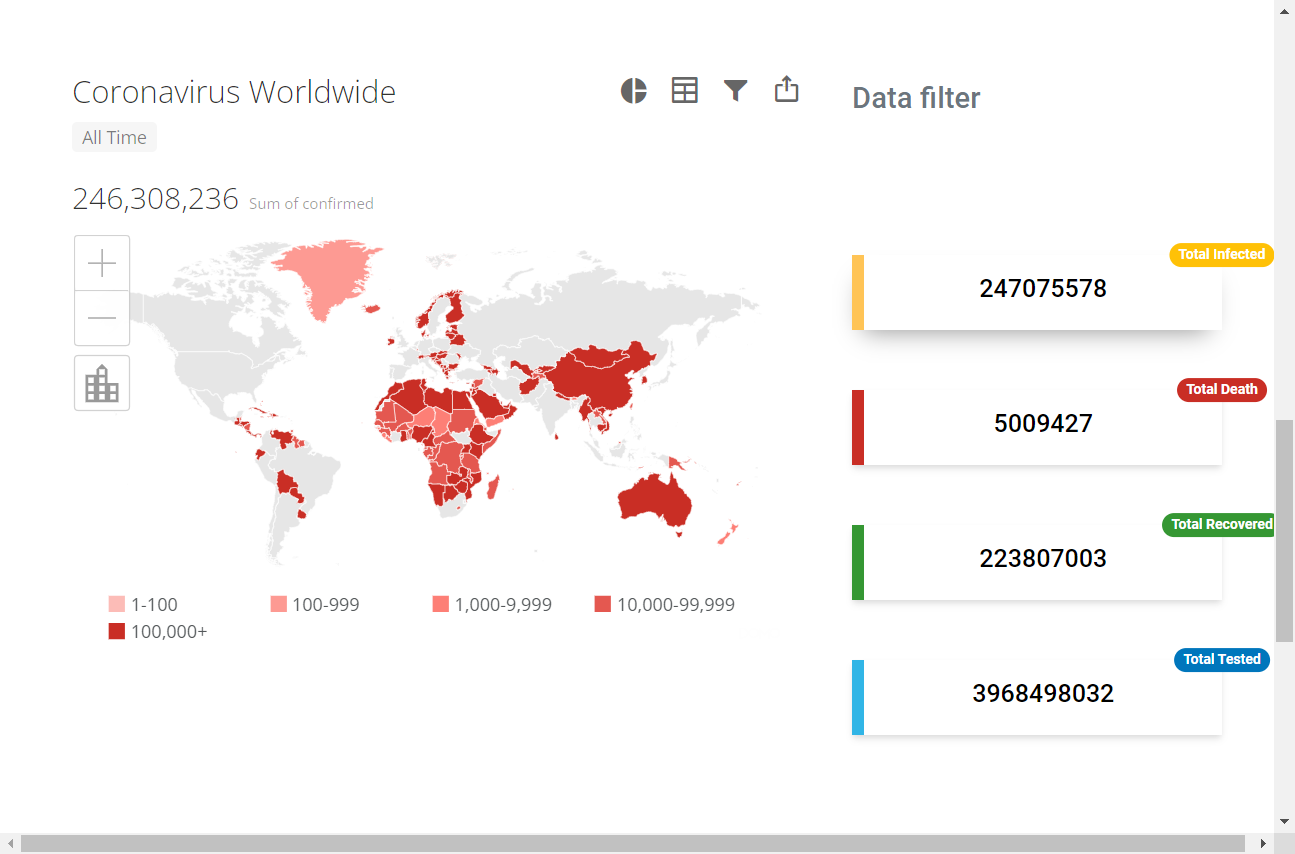 Coronavirus Worldwide
All Time
246,308,236 Sum of confirmed
1-100 100-999 1,000-9,999 10,000-99,999
100,000+
Data filter
Total Infected
247075578
Total Death
5009427
Total Recovered
223807003
Total Tested
3968498032